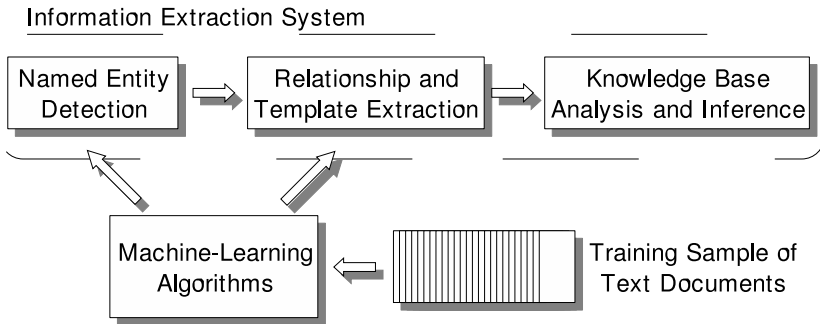 Information Extraction System
Named Entity
Detection
Relationship and
Template Extraction
Knowledge Base
Analysis and Inference
Machine-Learning
Algorithms
Training Sample of
Text Documents